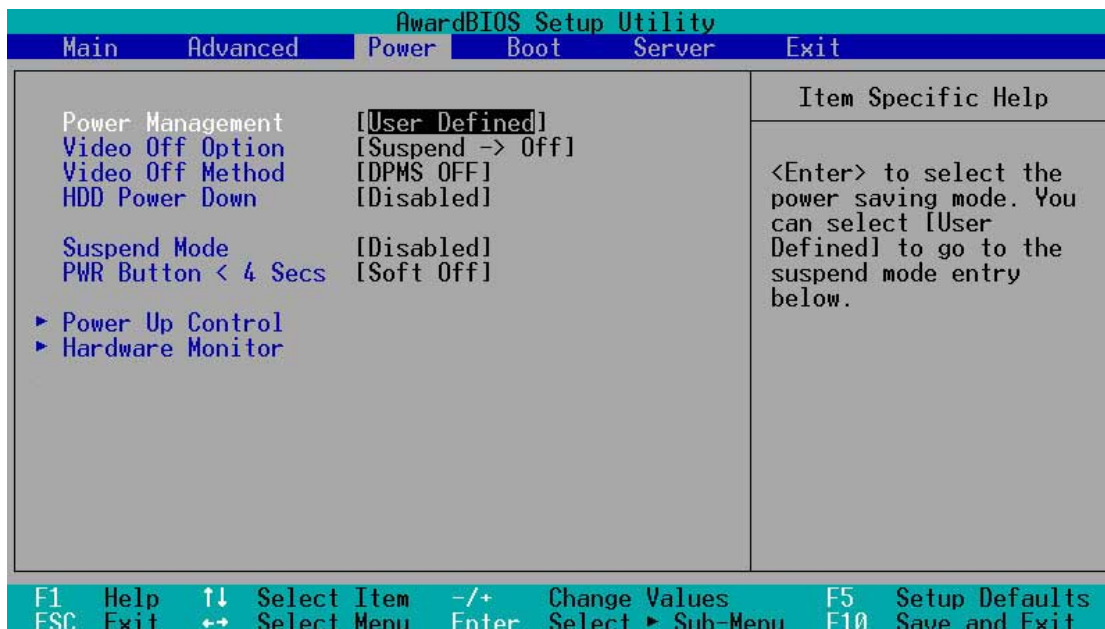 AwardBIOS Setup Utility
Main Advanced Power Boot Server Exit
Power Management [User Defined]
Video Off Option [Suspend -> Off]
Video Off Method [DPMS OFF]
HDD Power Down [Disabled]
Suspend Mode [Disabled]
PWR Button < 4 Secs [Soft Off]
► Power Up Control
► Hardware Monitor
Item Specific Help
<Enter> to select the
power saving mode. You
can select [User
Defined] to go to the
suspend mode entry
below.
F1 Help ↑↓ Select Item -/+ Change Values F5 Setup Defaults
ESC Exit ←→ Select Menu Enter Select ► Sub-Menu F10 Save and Exit